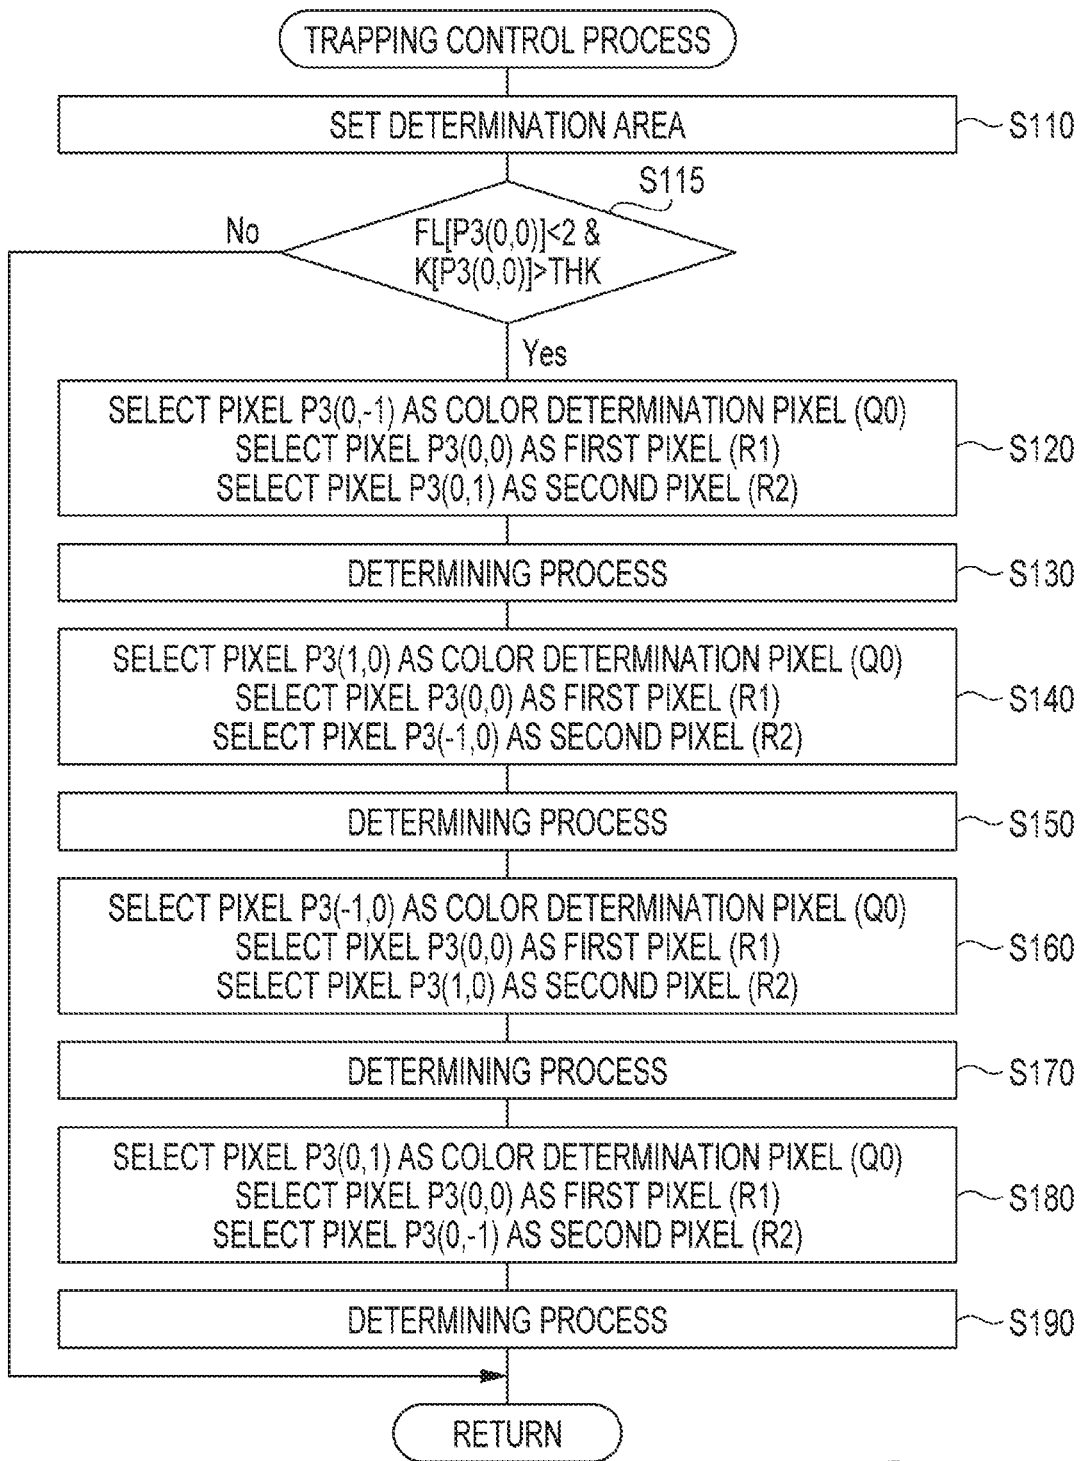 TRAPPING CONTROL PROCESS
SET DETERMINATION AREA
S110
S115
No
FL[P3(0,0)]<2 &
K[P3(0,0)]>THK
Yes
SELECT PIXEL P3(0,-1) AS COLOR DETERMINATION PIXEL (Q0)
SELECT PIXEL P3(0,0) AS FIRST PIXEL (R1)
SELECT PIXEL P3(0,1) AS SECOND PIXEL (R2)
S120
DETERMINING PROCESS
S130
SELECT PIXEL P3(1,0) AS COLOR DETERMINATION PIXEL (Q0)
SELECT PIXEL P3(0,0) AS FIRST PIXEL (R1)
SELECT PIXEL P3(-1,0) AS SECOND PIXEL (R2)
S140
DETERMINING PROCESS
S150
SELECT PIXEL P3(-1,0) AS COLOR DETERMINATION PIXEL (Q0)
SELECT PIXEL P3(0,0) AS FIRST PIXEL (R1)
SELECT PIXEL P3(1,0) AS SECOND PIXEL (R2)
S160
DETERMINING PROCESS
S170
SELECT PIXEL P3(0,1) AS COLOR DETERMINATION PIXEL (Q0)
SELECT PIXEL P3(0,0) AS FIRST PIXEL (R1)
SELECT PIXEL P3(0,-1) AS SECOND PIXEL (R2)
S180
DETERMINING PROCESS
S190
RETURN